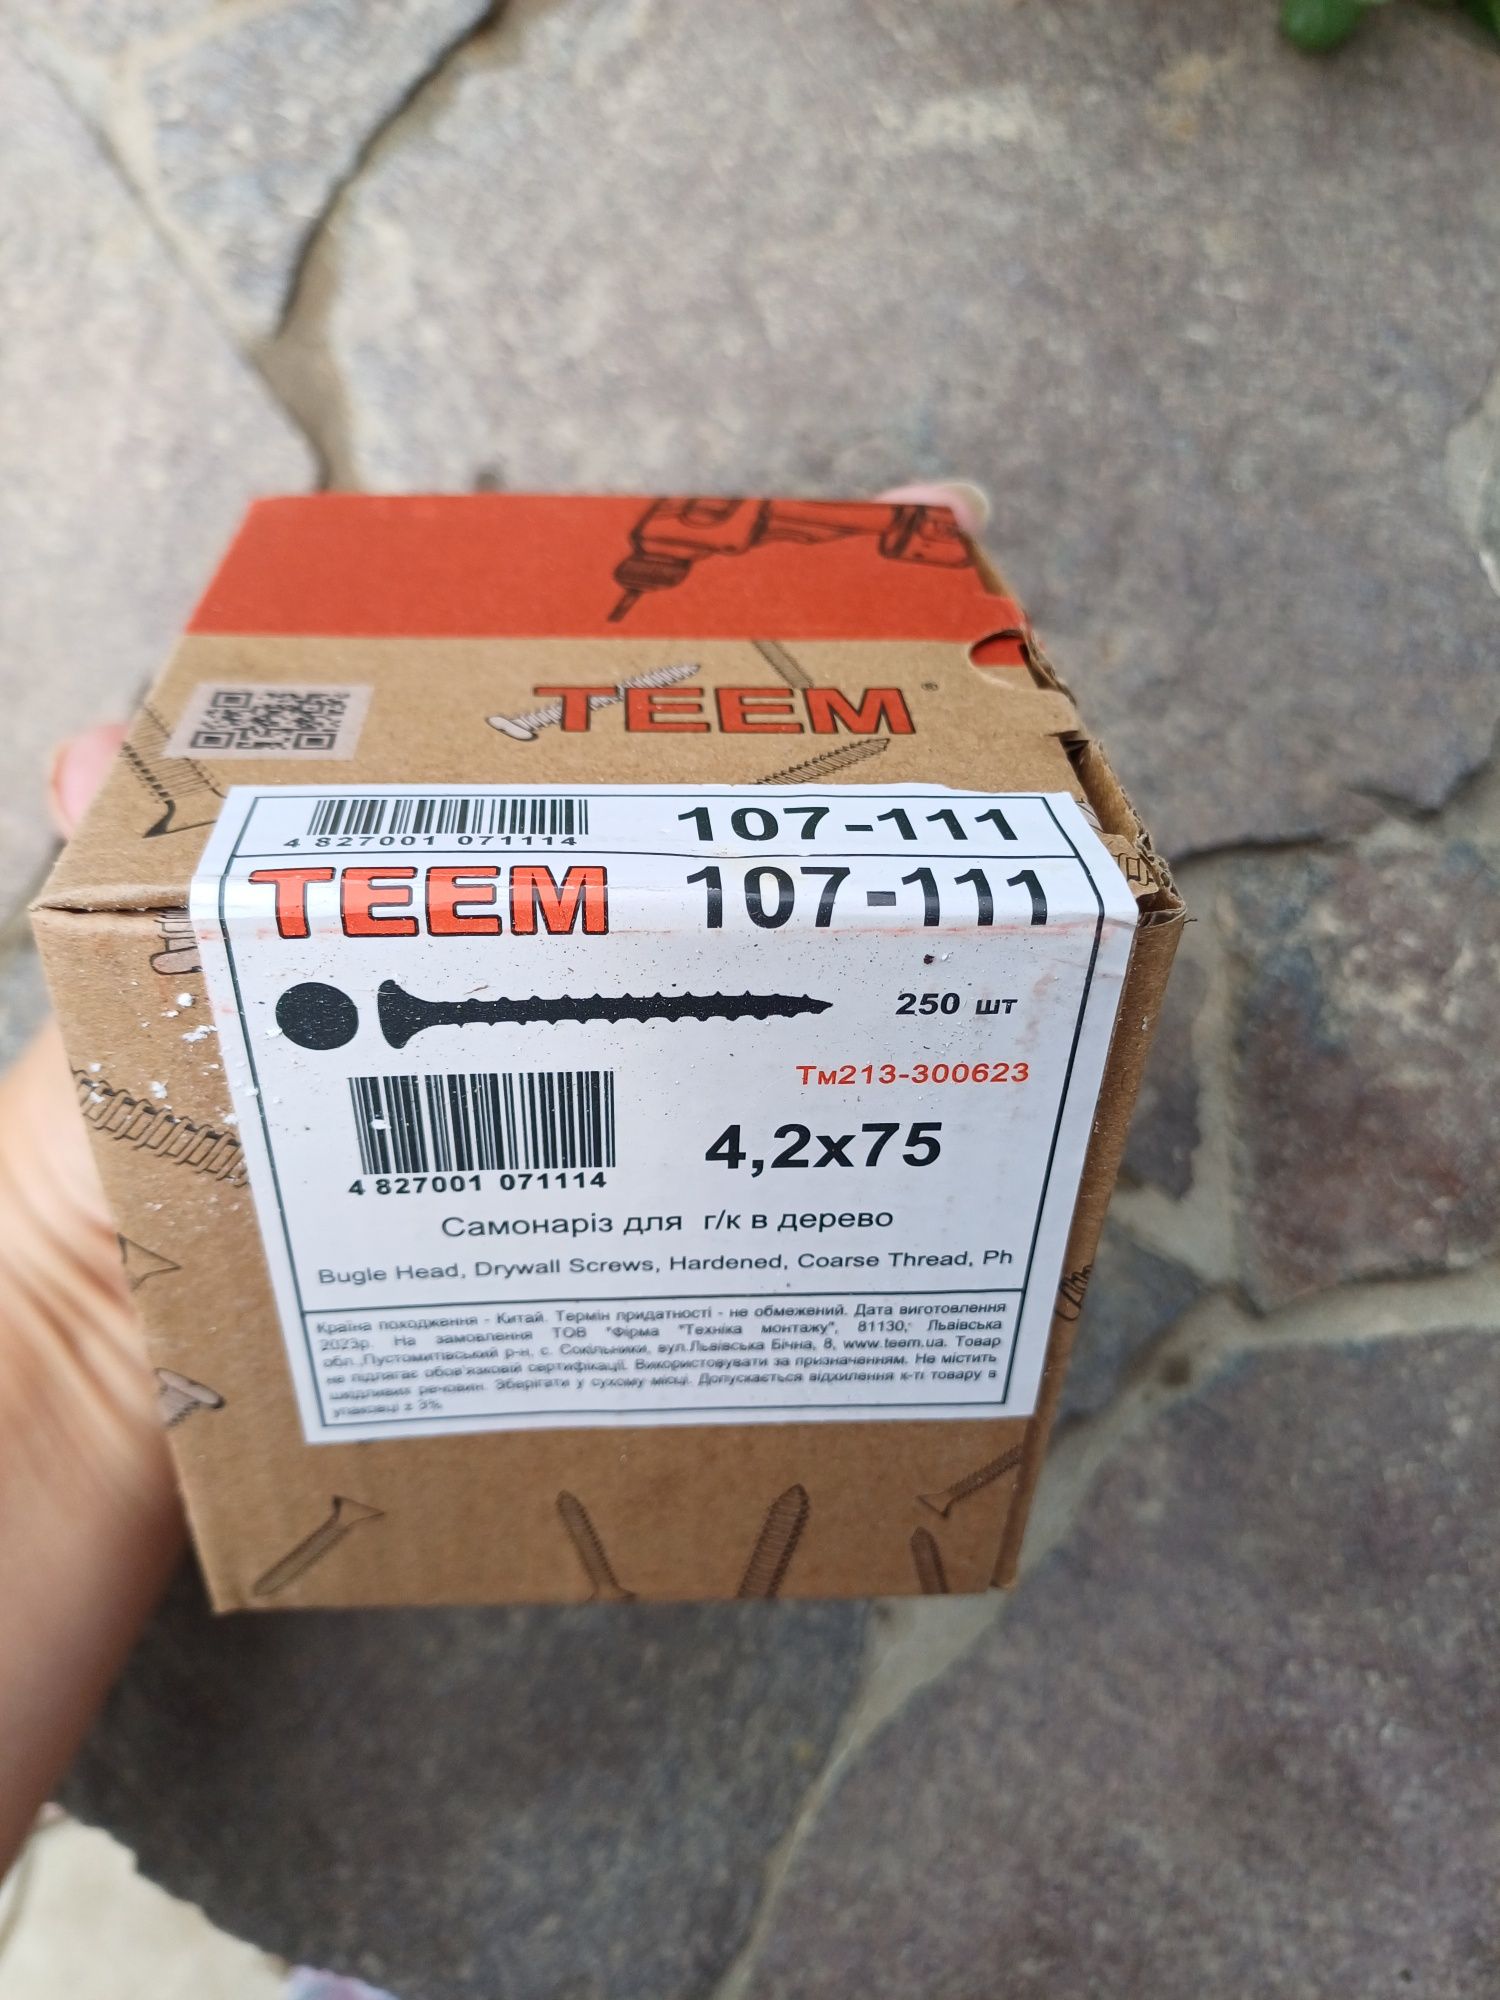 TEEM®
4 827001 071114
107-111
TEEM 107-111
250 шт
Тм213-300623
4,2х75
4 827001 071114
Самонаріз для г/к в дерево
Bugle Head, Drywall Screws, Hardened, Coarse Thread, Ph
Країна походження - Китай. Термін придатності - не обмежений. Дата виготовлення
2023р. На замовлення ТОВ "Фірма "Техніка монтажу", 81130, Львівська
обл., Пустомитівський р-н, с. Сокільники, вул.Львівська Бічна, 8, www.teem.ua. Товар
не підлягає обов'язковій сертифікації. Використовувати за призначенням. Не містить
шкідливих речовин. Зберігати у сухому місці. Допускається відхилення к-ті товару в
упаковці ± 3%